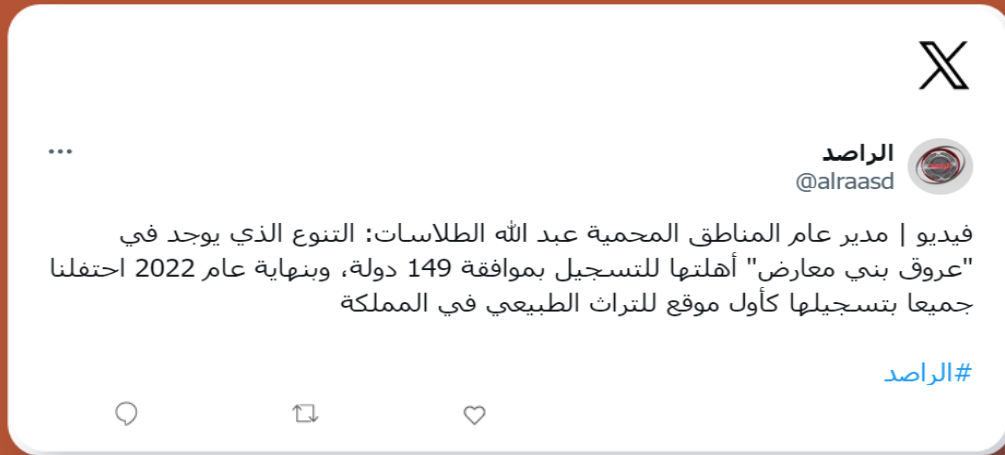 الراصد
@alraasd
فيديو | مدير عام المناطق المحمية عبد الله الطلاسات: التنوع الذي يوجد في
"عروق بني معارض" أهلتها للتسجيل بموافقة 149 دولة، وبنهاية عام 2022 احتفلنا
جميعا بتسجيلها كأول موقع للتراث الطبيعي في المملكة
#الراصد